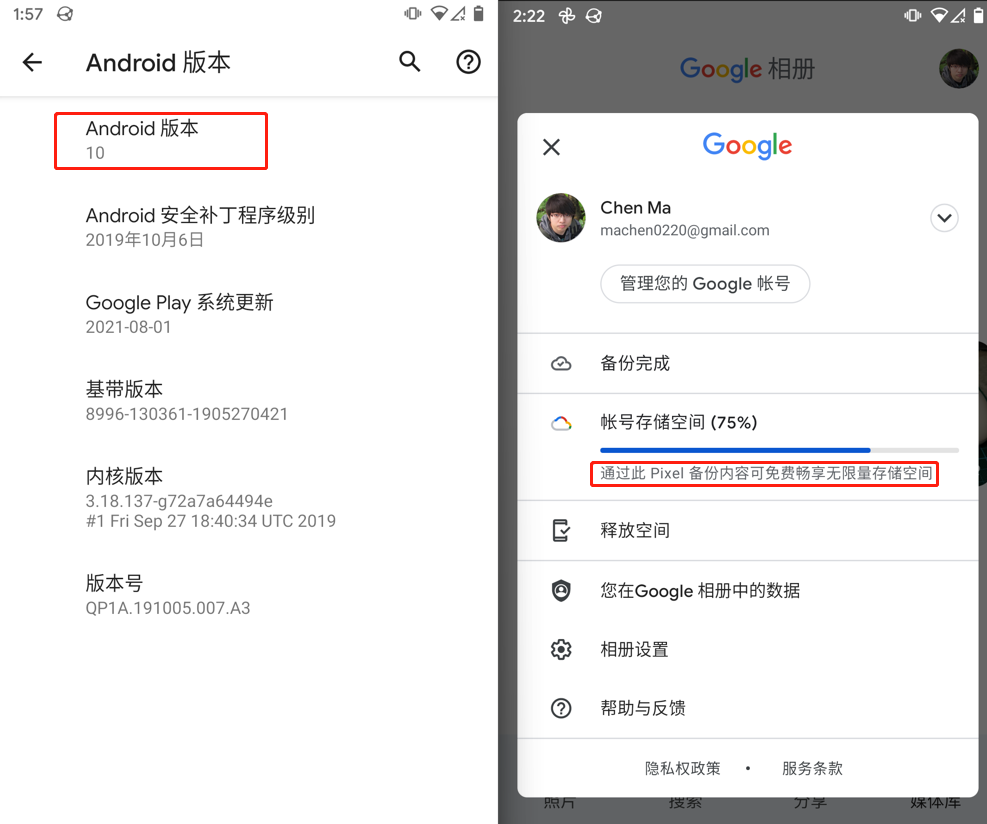 1:57
Android 版本
Android 版本
10
Android 安全补丁程序级别
2019年10月6日
Google Play 系统更新
2021-08-01
基带版本
8996-130361-1905270421
内核版本
3.18.137-g72a7a64494e
#1 Fri Sep 27 18:40:34 UTC 2019
版本号
QP1A.191005.007.A3
2:22
Google 相册
Google
Chen Ma
machen0220@gmail.com
管理您的 Google 帐号
备份完成
帐号存储空间 (75%)
通过此 Pixel 备份内容可免费畅享无限量存储空间
释放空间
您在Google 相册中的数据
相册设置
帮助与反馈
隐私权政策 • 服务条款
照片 搜索 分享 媒体库